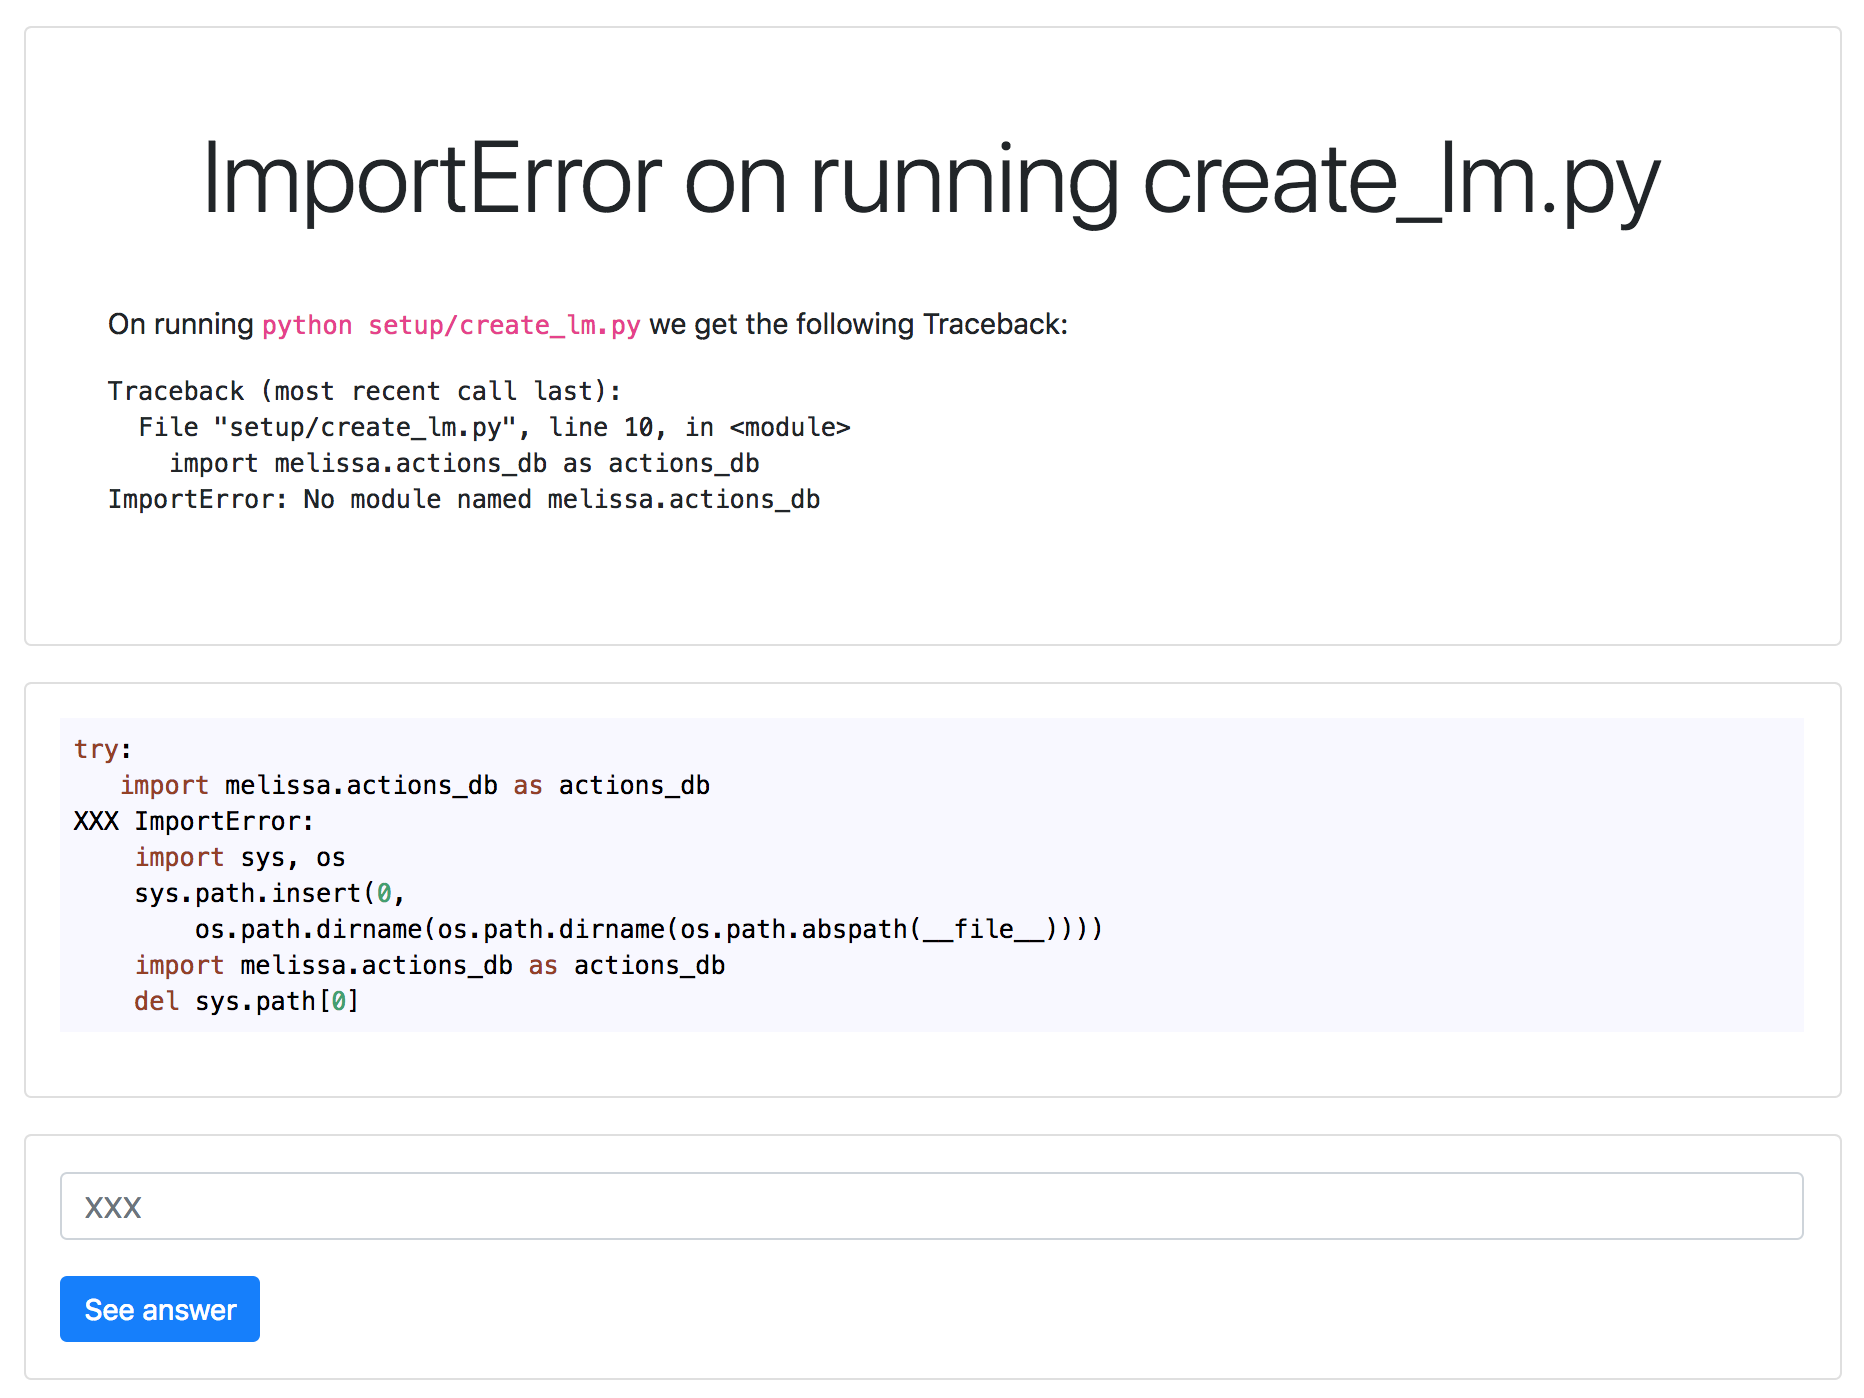 ImportError on running create_lm.py
On running python setup/create_lm.py we get the following Traceback:
Traceback (most recent call last):
  File "setup/create_lm.py", line 10, in <module>
    import melissa.actions_db as actions_db
ImportError: No module named melissa.actions_db
try:
   import melissa.actions_db as actions_db
XXX ImportError:
    import sys, os
    sys.path.insert(0,
        os.path.dirname(os.path.dirname(os.path.abspath(__file__))))
    import melissa.actions_db as actions_db
    del sys.path[0]
XXX
See answer